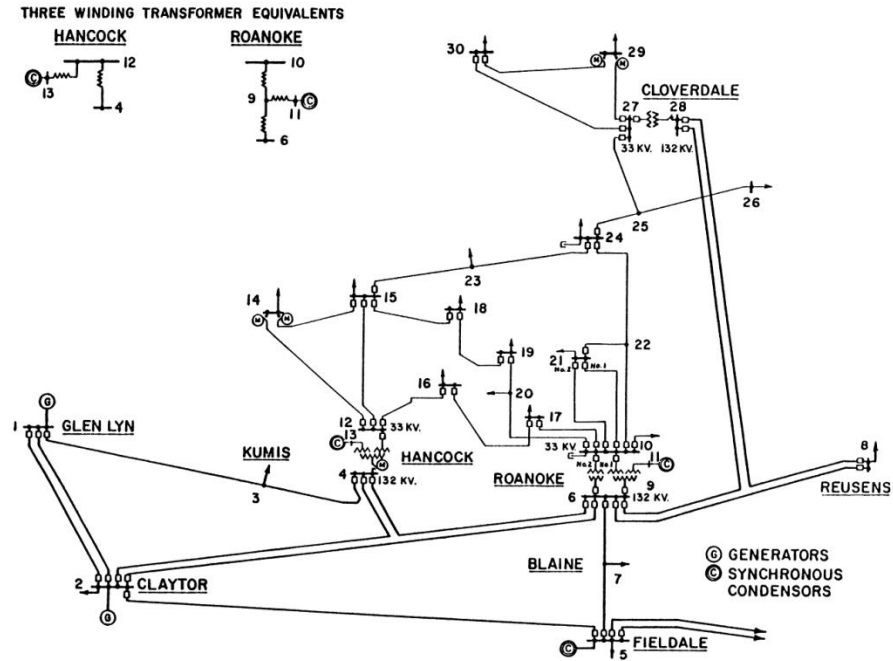 THREE WINDING TRANSFORMER EQUIVALENTS
HANCOCK
ROANOKE
12
C
13
4
10
9
C
11
6
30
29
M
M
CLOVERDALE
27
28
33 KV.
132 KV.
26
25
24
23
14
M
M
15
18
22
19
21
No.2
No.1
16
20
17
G
1
GLEN LYN
12
33 KV.
C
13
HANCOCK
M
KUMIS
4
132 KV.
3
33 KV.
10
No.2
No.1
11
C
ROANOKE
9
6
132 KV.
8
REUSENS
2
CLAYTOR
G
BLAINE
7
G GENERATORS
C SYNCHRONOUS
CONDENSORS
C
FIELDALE
5